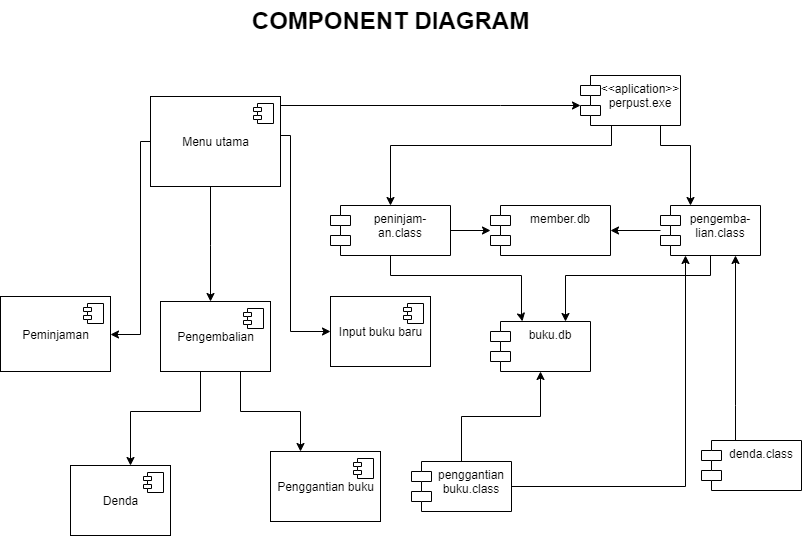 COMPONENT DIAGRAM
<<aplication>>
perpust.exe
Menu utama
peninjam-
an.class
member.db
pengemba-
lian.class
Peminjaman
Pengembalian
Input buku baru
buku.db
denda.class
penggantian
buku.class
Denda
Penggantian buku